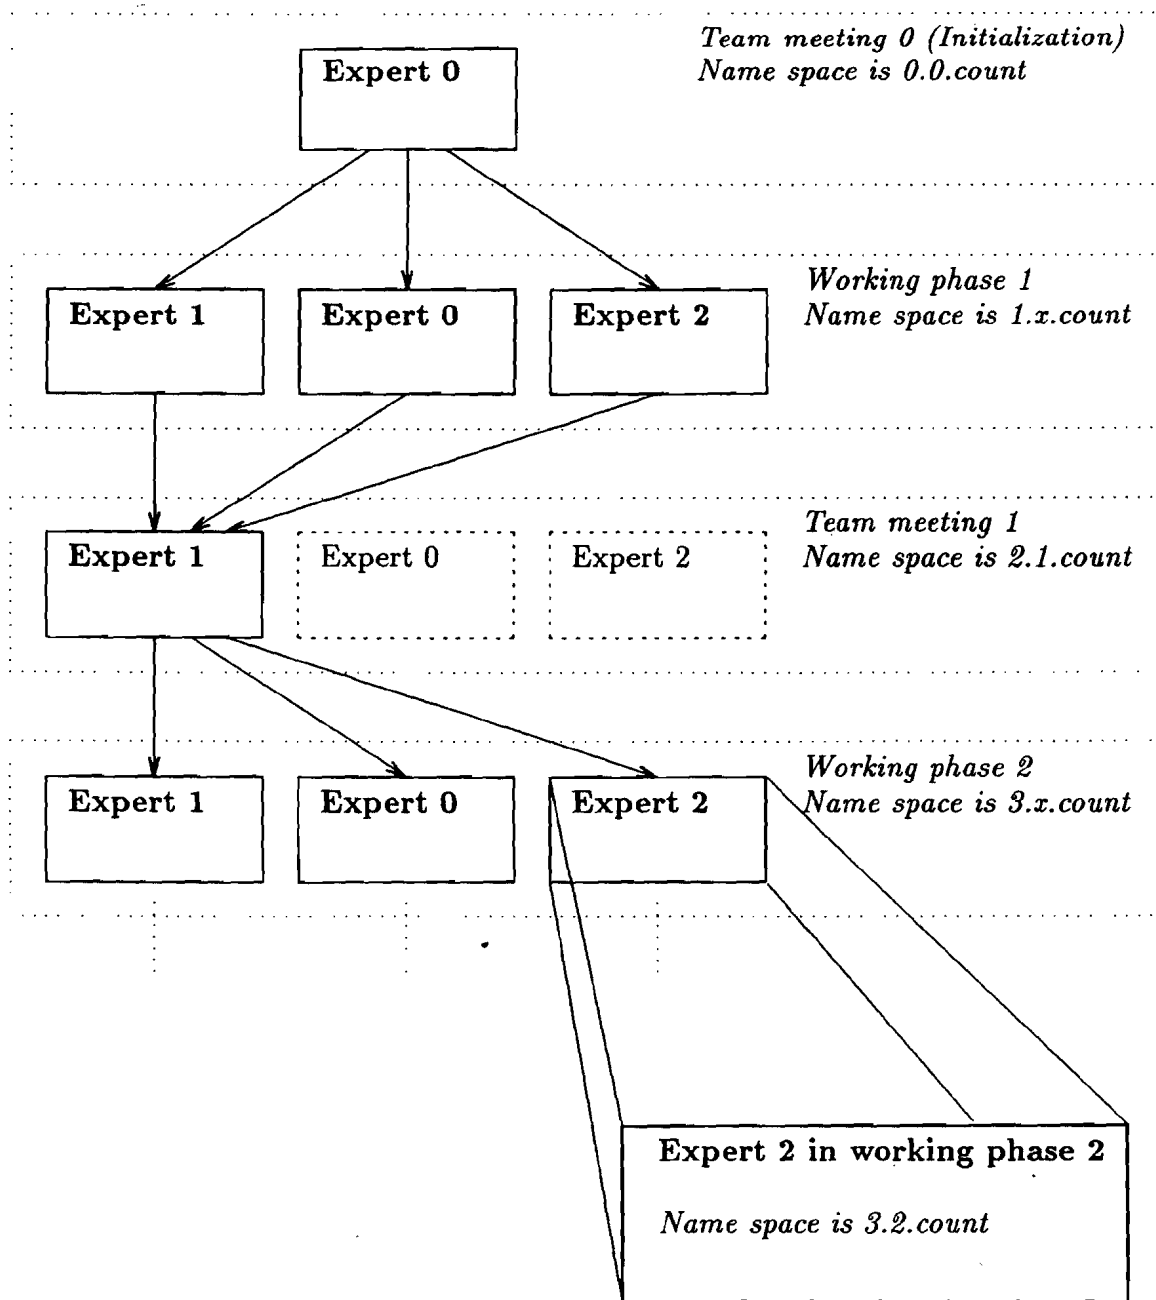 Team meeting 0 (Initialization)
Name space is 0.0.count
Expert 0
Working phase 1
Name space is 1.x.count
Expert 1
Expert 0
Expert 2
Team meeting 1
Name space is 2.1.count
Expert 1
Expert 0
Expert 2
Working phase 2
Name space is 3.x.count
Expert 1
Expert 0
Expert 2
Expert 2 in working phase 2
Name space is 3.2.count